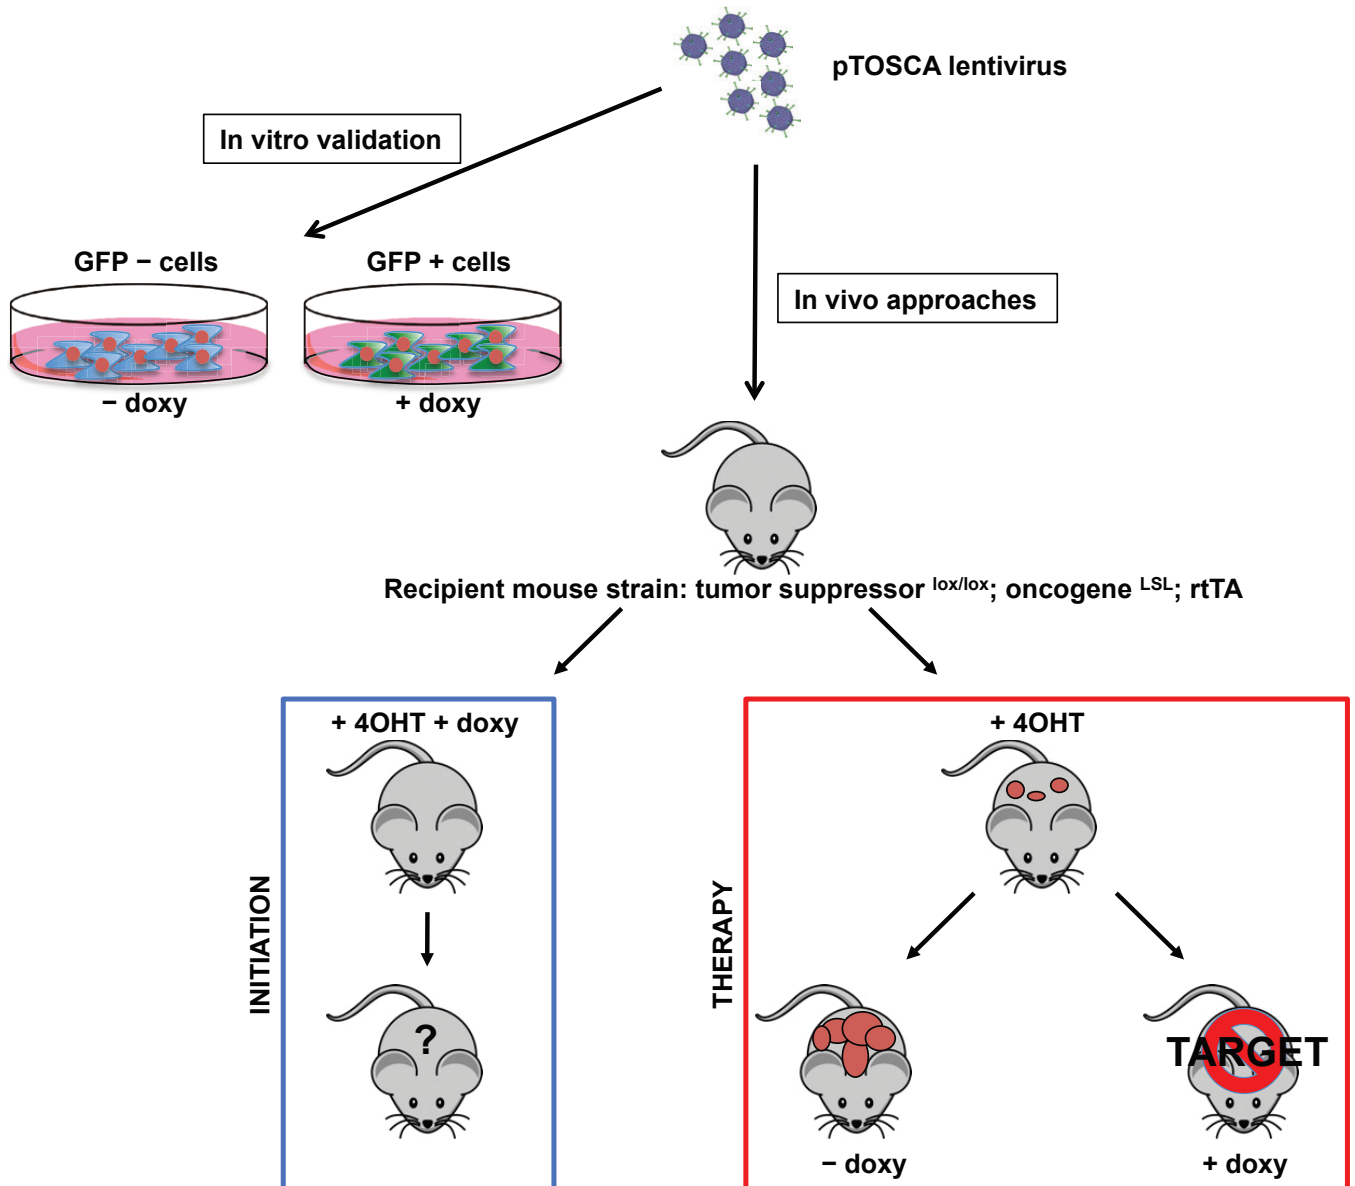 pTOSCA lentivirus
In vitro validation
GFP − cells
GFP + cells
− doxy
+ doxy
In vivo approaches
Recipient mouse strain: tumor suppressor lox/lox; oncogene LSL; rtTA
INITIATION
+ 4OHT + doxy
?
THERAPY
+ 4OHT
− doxy
TARGET
+ doxy